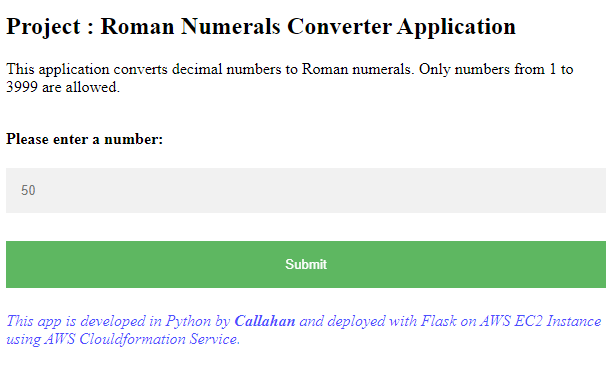 Project : Roman Numerals Converter Application
This application converts decimal numbers to Roman numerals. Only numbers from 1 to
3999 are allowed.
Please enter a number:
50
Submit
This app is developed in Python by Callahan and deployed with Flask on AWS EC2 Instance
using AWS Clouldformation Service.